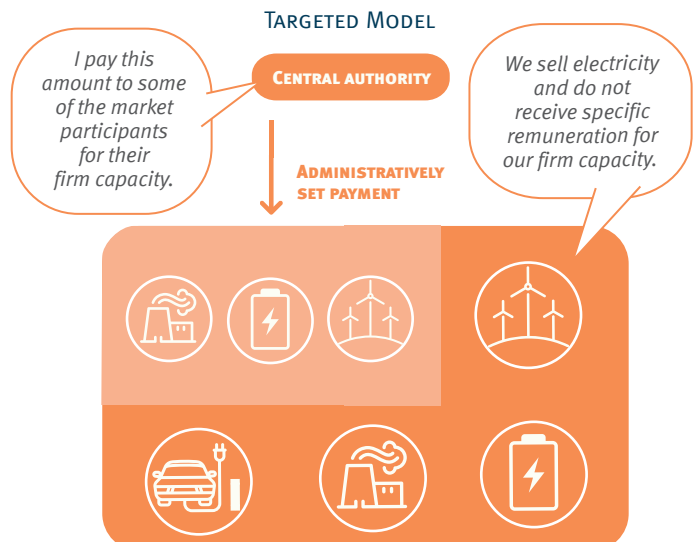 TARGETED MODEL
I pay this
amount to some
of the market
participants
for their
firm capacity.
CENTRAL AUTHORITY
We sell electricity
and do not
receive specific
remuneration for
our firm capacity.
ADMINISTRATIVELY
SET PAYMENT